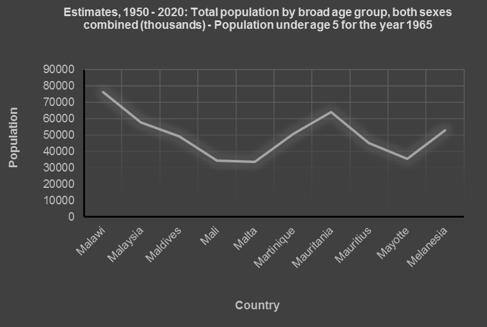 Estimates, 1950 - 2020: Total population by broad age group, both sexes
combined (thousands) - Population under age 5 for the year 1965
90000
80000
70000
60000
50000
40000
30000
20000
10000
0
Population
Malawi
Malaysia
Maldives
Mali
Malta
Martinique
Mauritania
Mauritius
Mayotte
Melanesia
Country